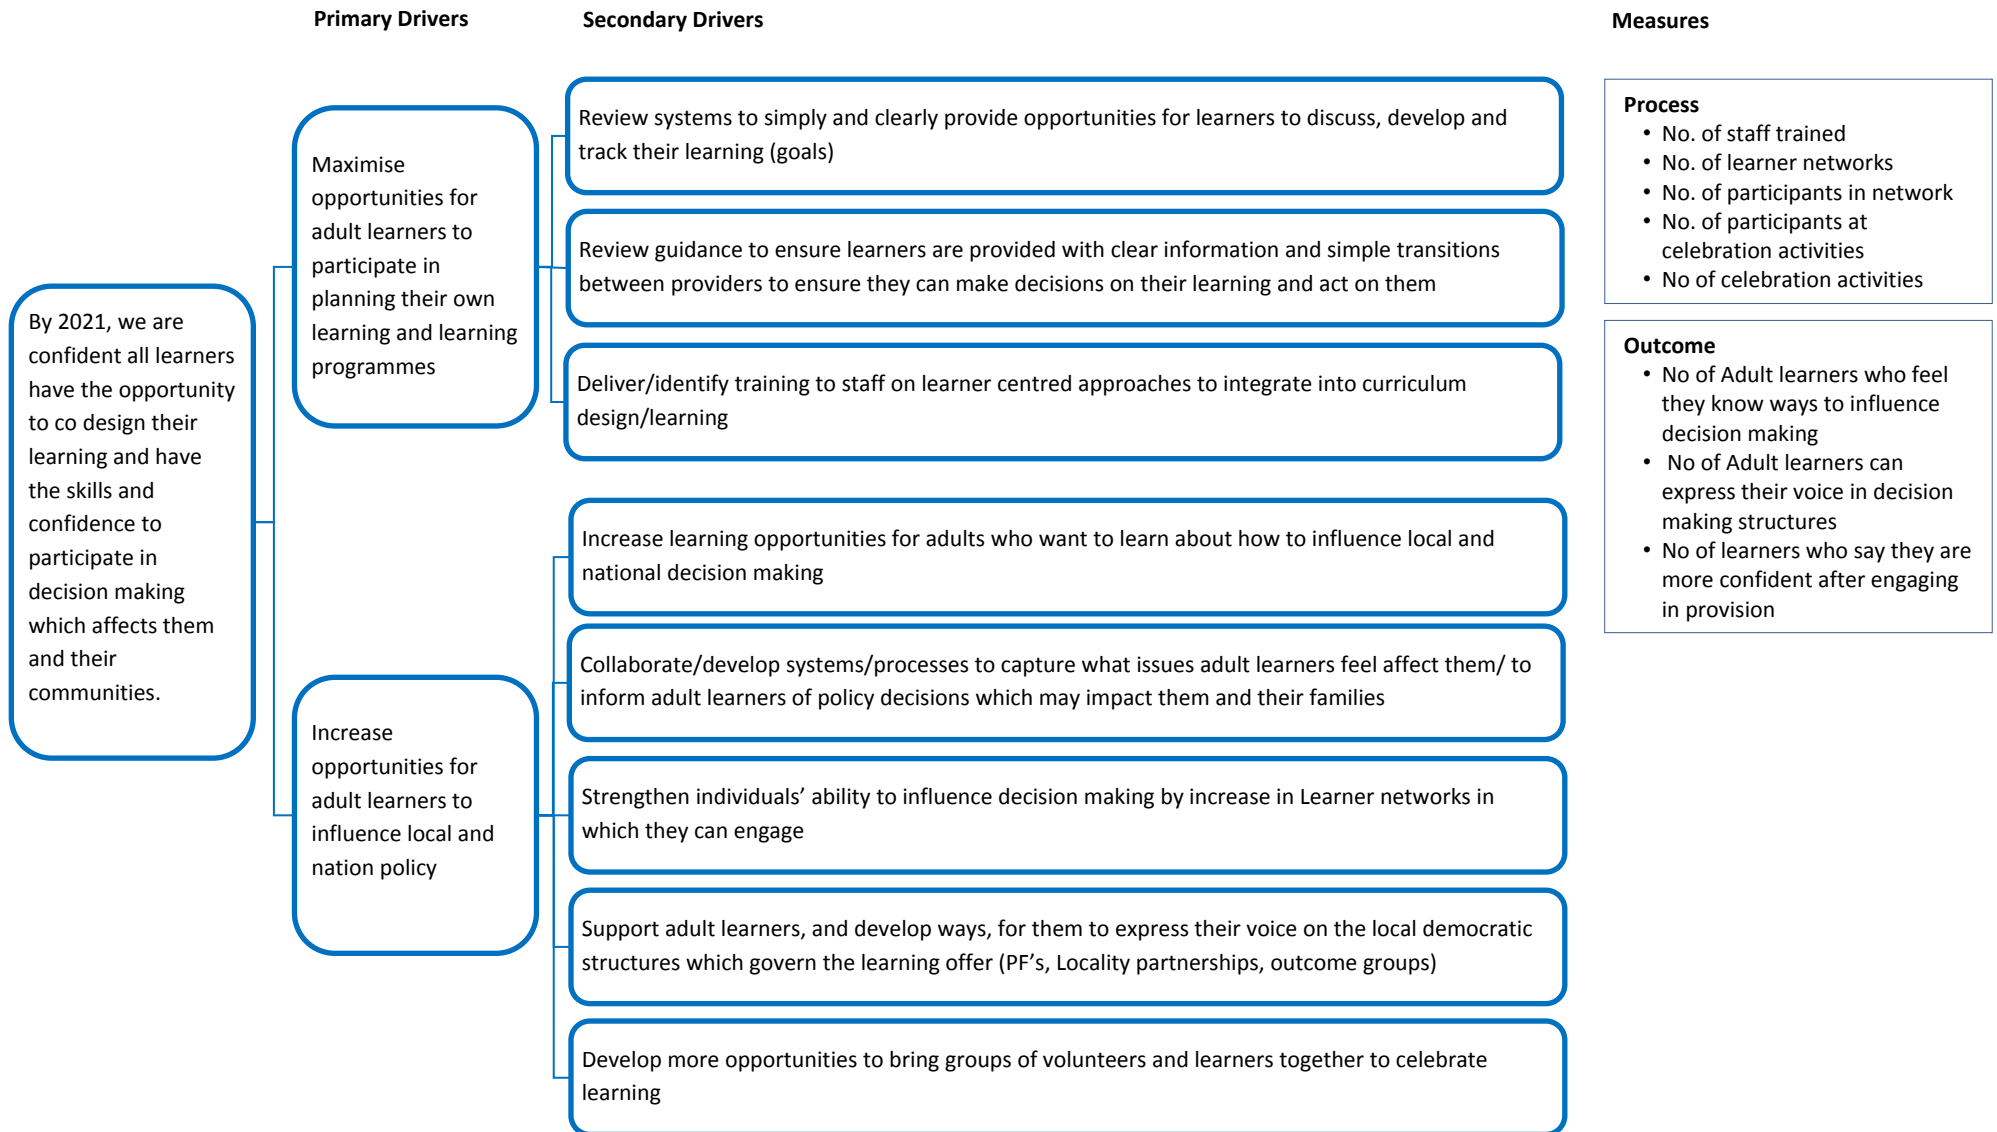 Primary Drivers
Secondary Drivers
Measures
By 2021, we are
confident all learners
have the opportunity
to co design their
learning and have
the skills and
confidence to
participate in
decision making
which affects them
and their
communities.
Maximise
opportunities for
adult learners to
participate in
planning their own
learning and learning
programmes
Review systems to simply and clearly provide opportunities for learners to discuss, develop and
track their learning (goals)
Review guidance to ensure learners are provided with clear information and simple transitions
between providers to ensure they can make decisions on their learning and act on them
Deliver/identify training to staff on learner centred approaches to integrate into curriculum
design/learning
Increase
opportunities for
adult learners to
influence local and
nation policy
Increase learning opportunities for adults who want to learn about how to influence local and
national decision making
Collaborate/develop systems/processes to capture what issues adult learners feel affect them/ to
inform adult learners of policy decisions which may impact them and their families
Strengthen individuals’ ability to influence decision making by increase in Learner networks in
which they can engage
Support adult learners, and develop ways, for them to express their voice on the local democratic
structures which govern the learning offer (PF’s, Locality partnerships, outcome groups)
Develop more opportunities to bring groups of volunteers and learners together to celebrate
learning
Process
• No. of staff trained
• No. of learner networks
• No. of participants in network
• No. of participants at
celebration activities
• No of celebration activities
Outcome
• No of Adult learners who feel
they know ways to influence
decision making
• No of Adult learners can
express their voice in decision
making structures
• No of learners who say they are
more confident after engaging
in provision